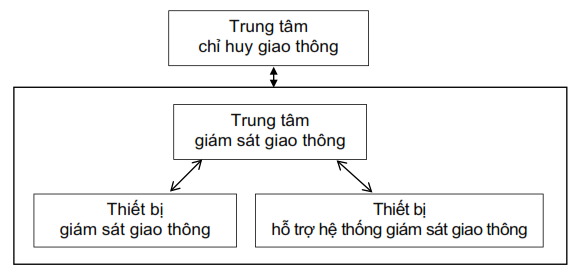 Trung tâm
chỉ huy giao thông
Trung tâm
giám sát giao thông
Thiết bị
giám sát giao thông
Thiết bị
hỗ trợ hệ thống giám sát giao thông